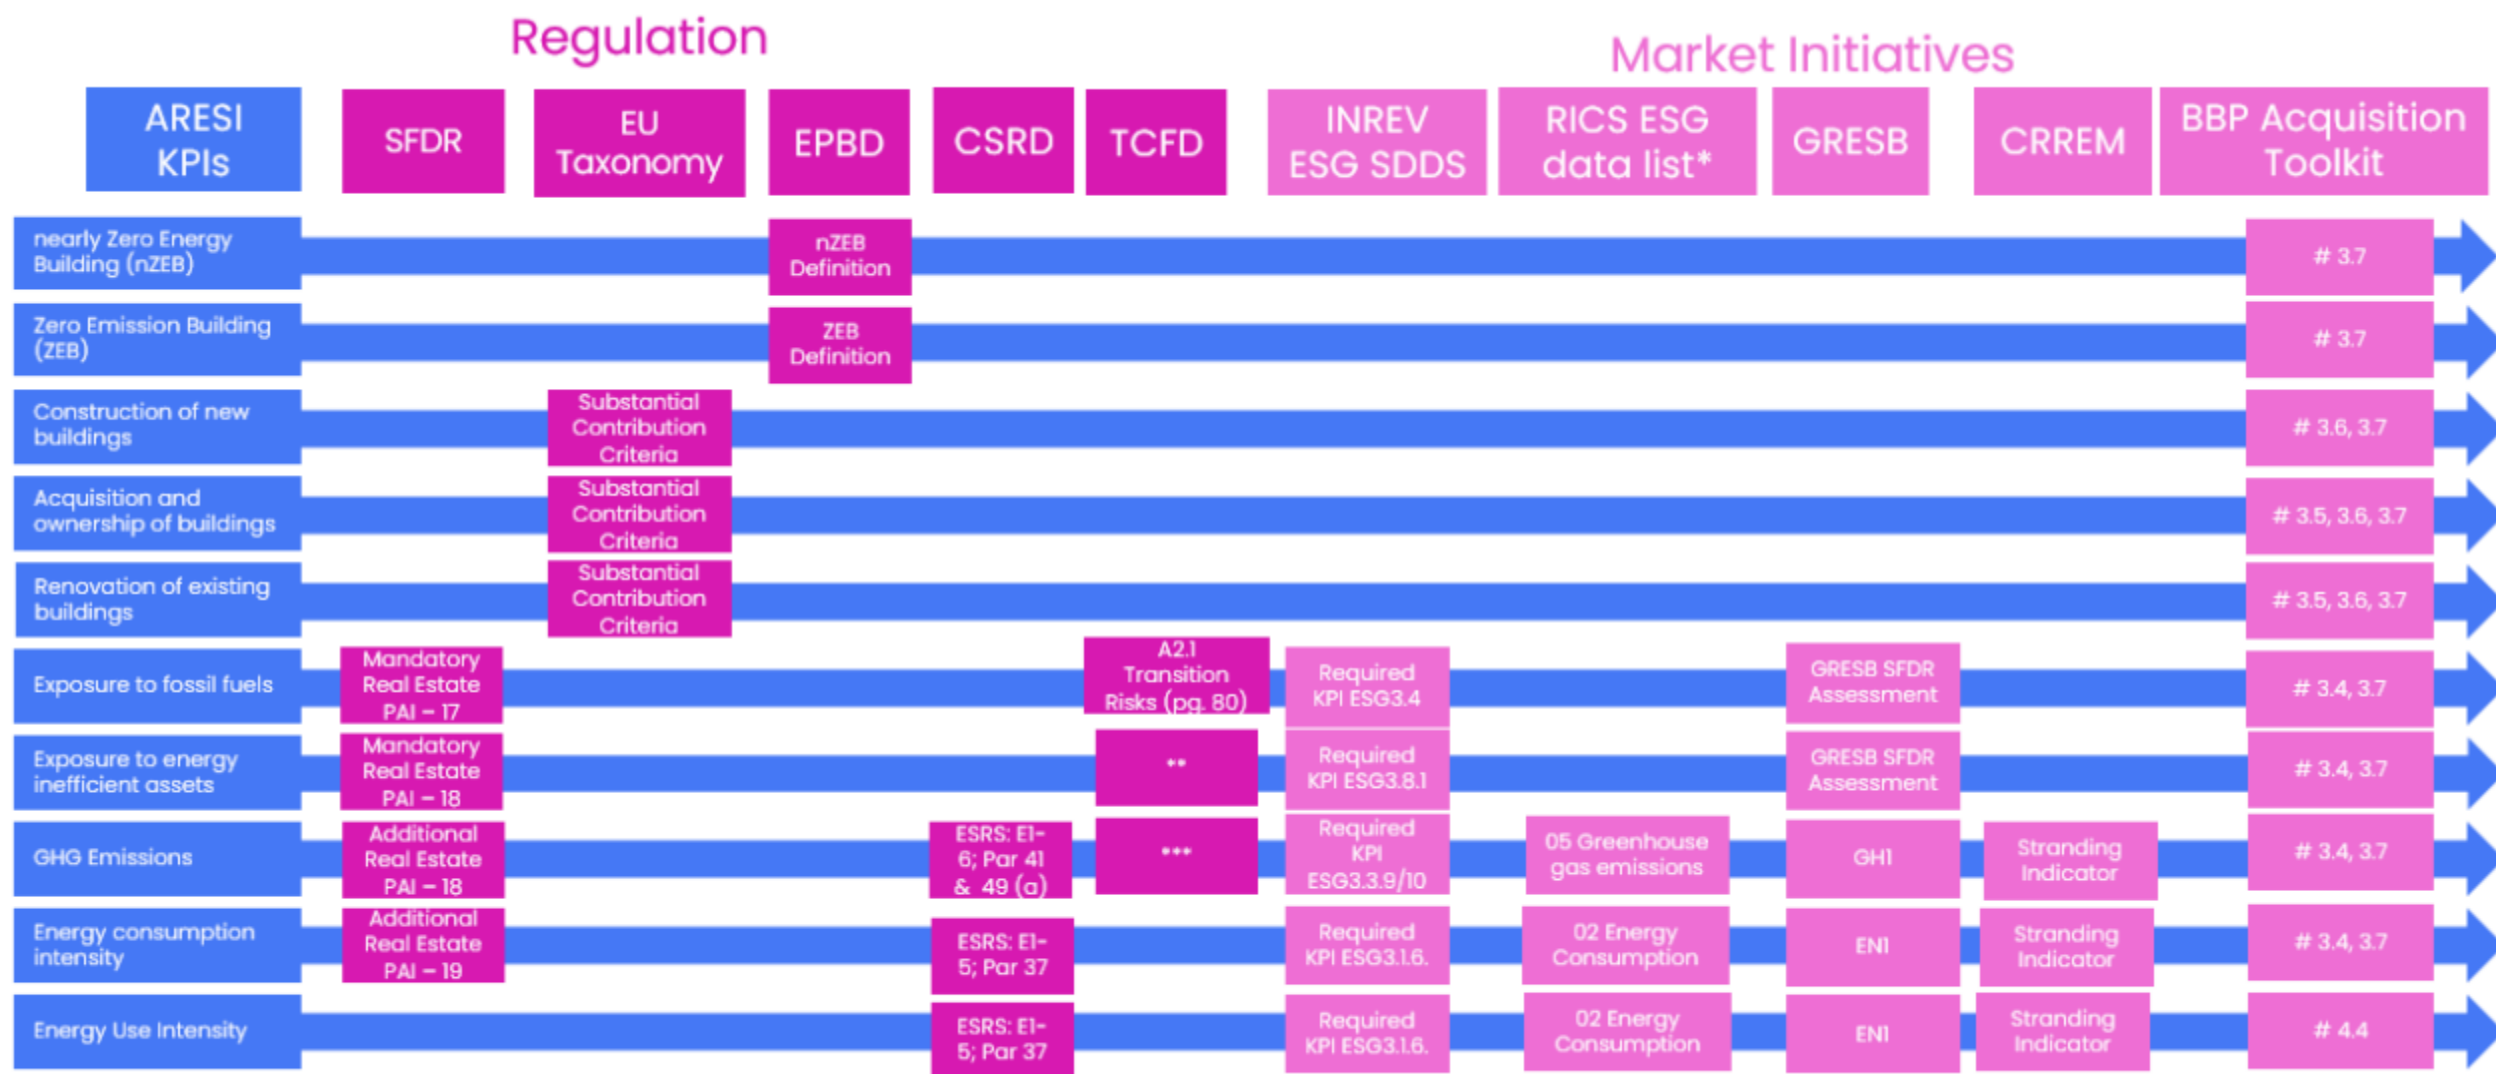 Regulation
Market Initiatives
ARESI
KPIs
SFDR
EU
Taxonomy
EPBD
CSRD
TCFD
INREV
ESG SDDS
RICS ESG
data list*
GRESB
CRREM
BBP Acquisition
Toolkit
nearly Zero Energy
Building (nZEB)
nZEB
Definition
# 3.7
Zero Emission Building
(ZEB)
ZEB
Definition
# 3.7
Construction of new
buildings
Substantial
Contribution
Criteria
# 3.6, 3.7
Acquisition and
ownership of buildings
Substantial
Contribution
Criteria
# 3.5, 3.6, 3.7
Renovation of existing
buildings
Substantial
Contribution
Criteria
# 3.5, 3.6, 3.7
Exposure to fossil fuels
Mandatory
Real Estate
PAI – 17
A2.1
Transition
Risks (pg. 80)
Required
KPI ESG3.4
GRESB SFDR
Assessment
# 3.4, 3.7
Exposure to energy
inefficient assets
Mandatory
Real Estate
PAI – 18
**
Required
KPI ESG3.8.1
GRESB SFDR
Assessment
# 3.4, 3.7
GHG Emissions
Additional
Real Estate
PAI – 18
ESRS: E1-
6; Par 41
& 49 (a)
***
Required
KPI
ESG3.3.9/10
05 Greenhouse
gas emissions
GH1
Stranding
Indicator
# 3.4, 3.7
Energy consumption
intensity
Additional
Real Estate
PAI – 19
ESRS: E1-
5; Par 37
Required
KPI ESG3.1.6.
02 Energy
Consumption
EN1
Stranding
Indicator
# 3.4, 3.7
Energy Use Intensity
ESRS: E1-
5; Par 37
Required
KPI ESG3.1.6.
02 Energy
Consumption
EN1
Stranding
Indicator
# 4.4